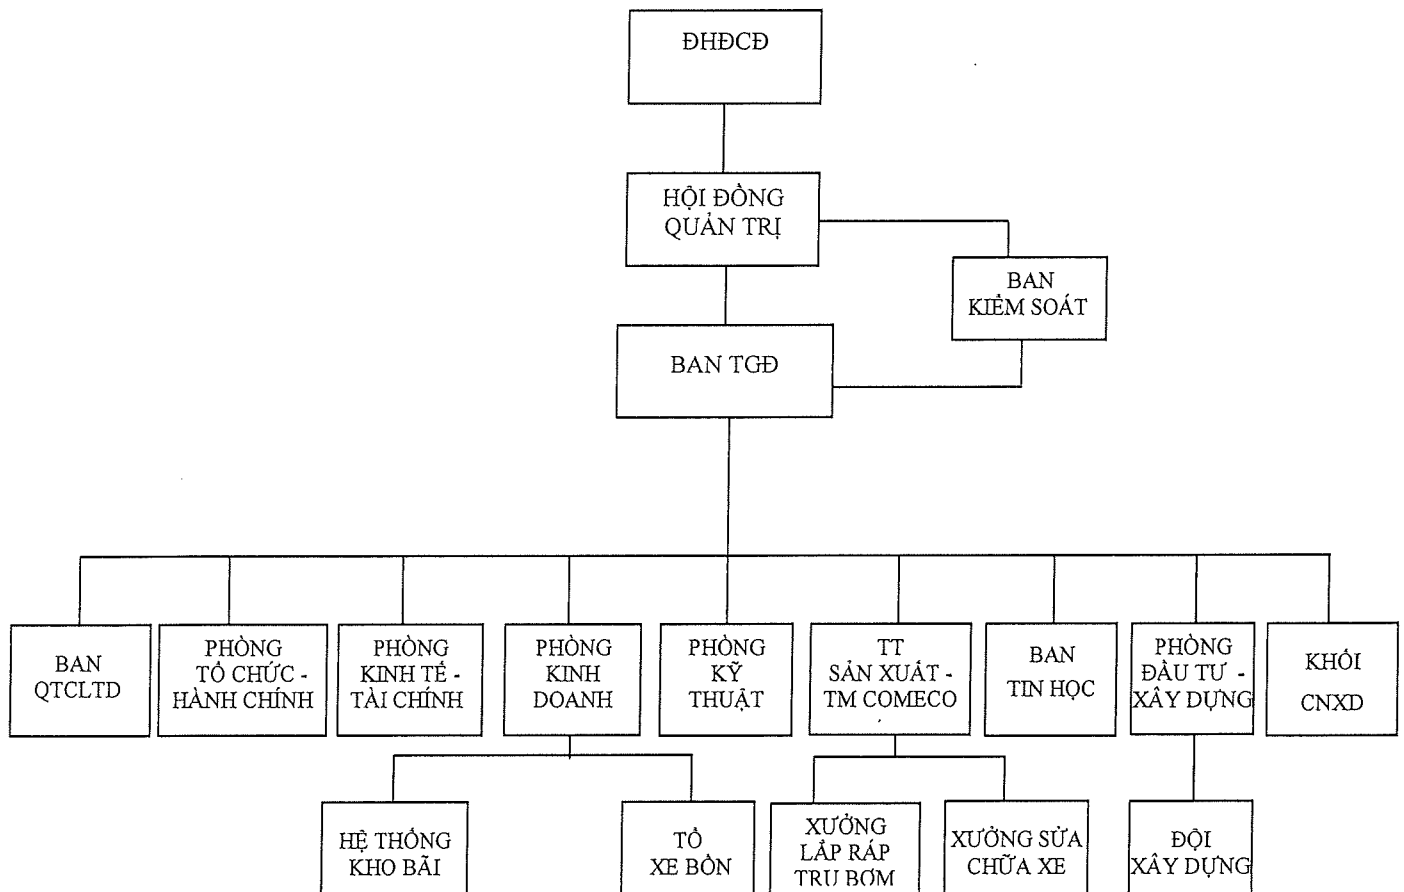 ĐHĐCĐ
HỘI ĐỒNG
QUẢN TRỊ
BAN
KIỂM SOÁT
BAN TGĐ
BAN
QTCLTD
PHÒNG
TỔ CHỨC -
HÀNH CHÍNH
PHÒNG
KINH TẾ -
TÀI CHÍNH
PHÒNG
KINH
DOANH
PHÒNG
KỸ
THUẬT
TT
SẢN XUẤT -
TM COMECO
BAN
TIN HỌC
PHÒNG
ĐẦU TƯ -
XÂY DỰNG
KHỐI
CNXD
HỆ THỐNG
KHO BÃI
TỔ
XE BỒN
XƯỞNG
LẮP RÁP
TRỤ BƠM
XƯỞNG SỬA
CHỮA XE
ĐỘI
XÂY DỰNG